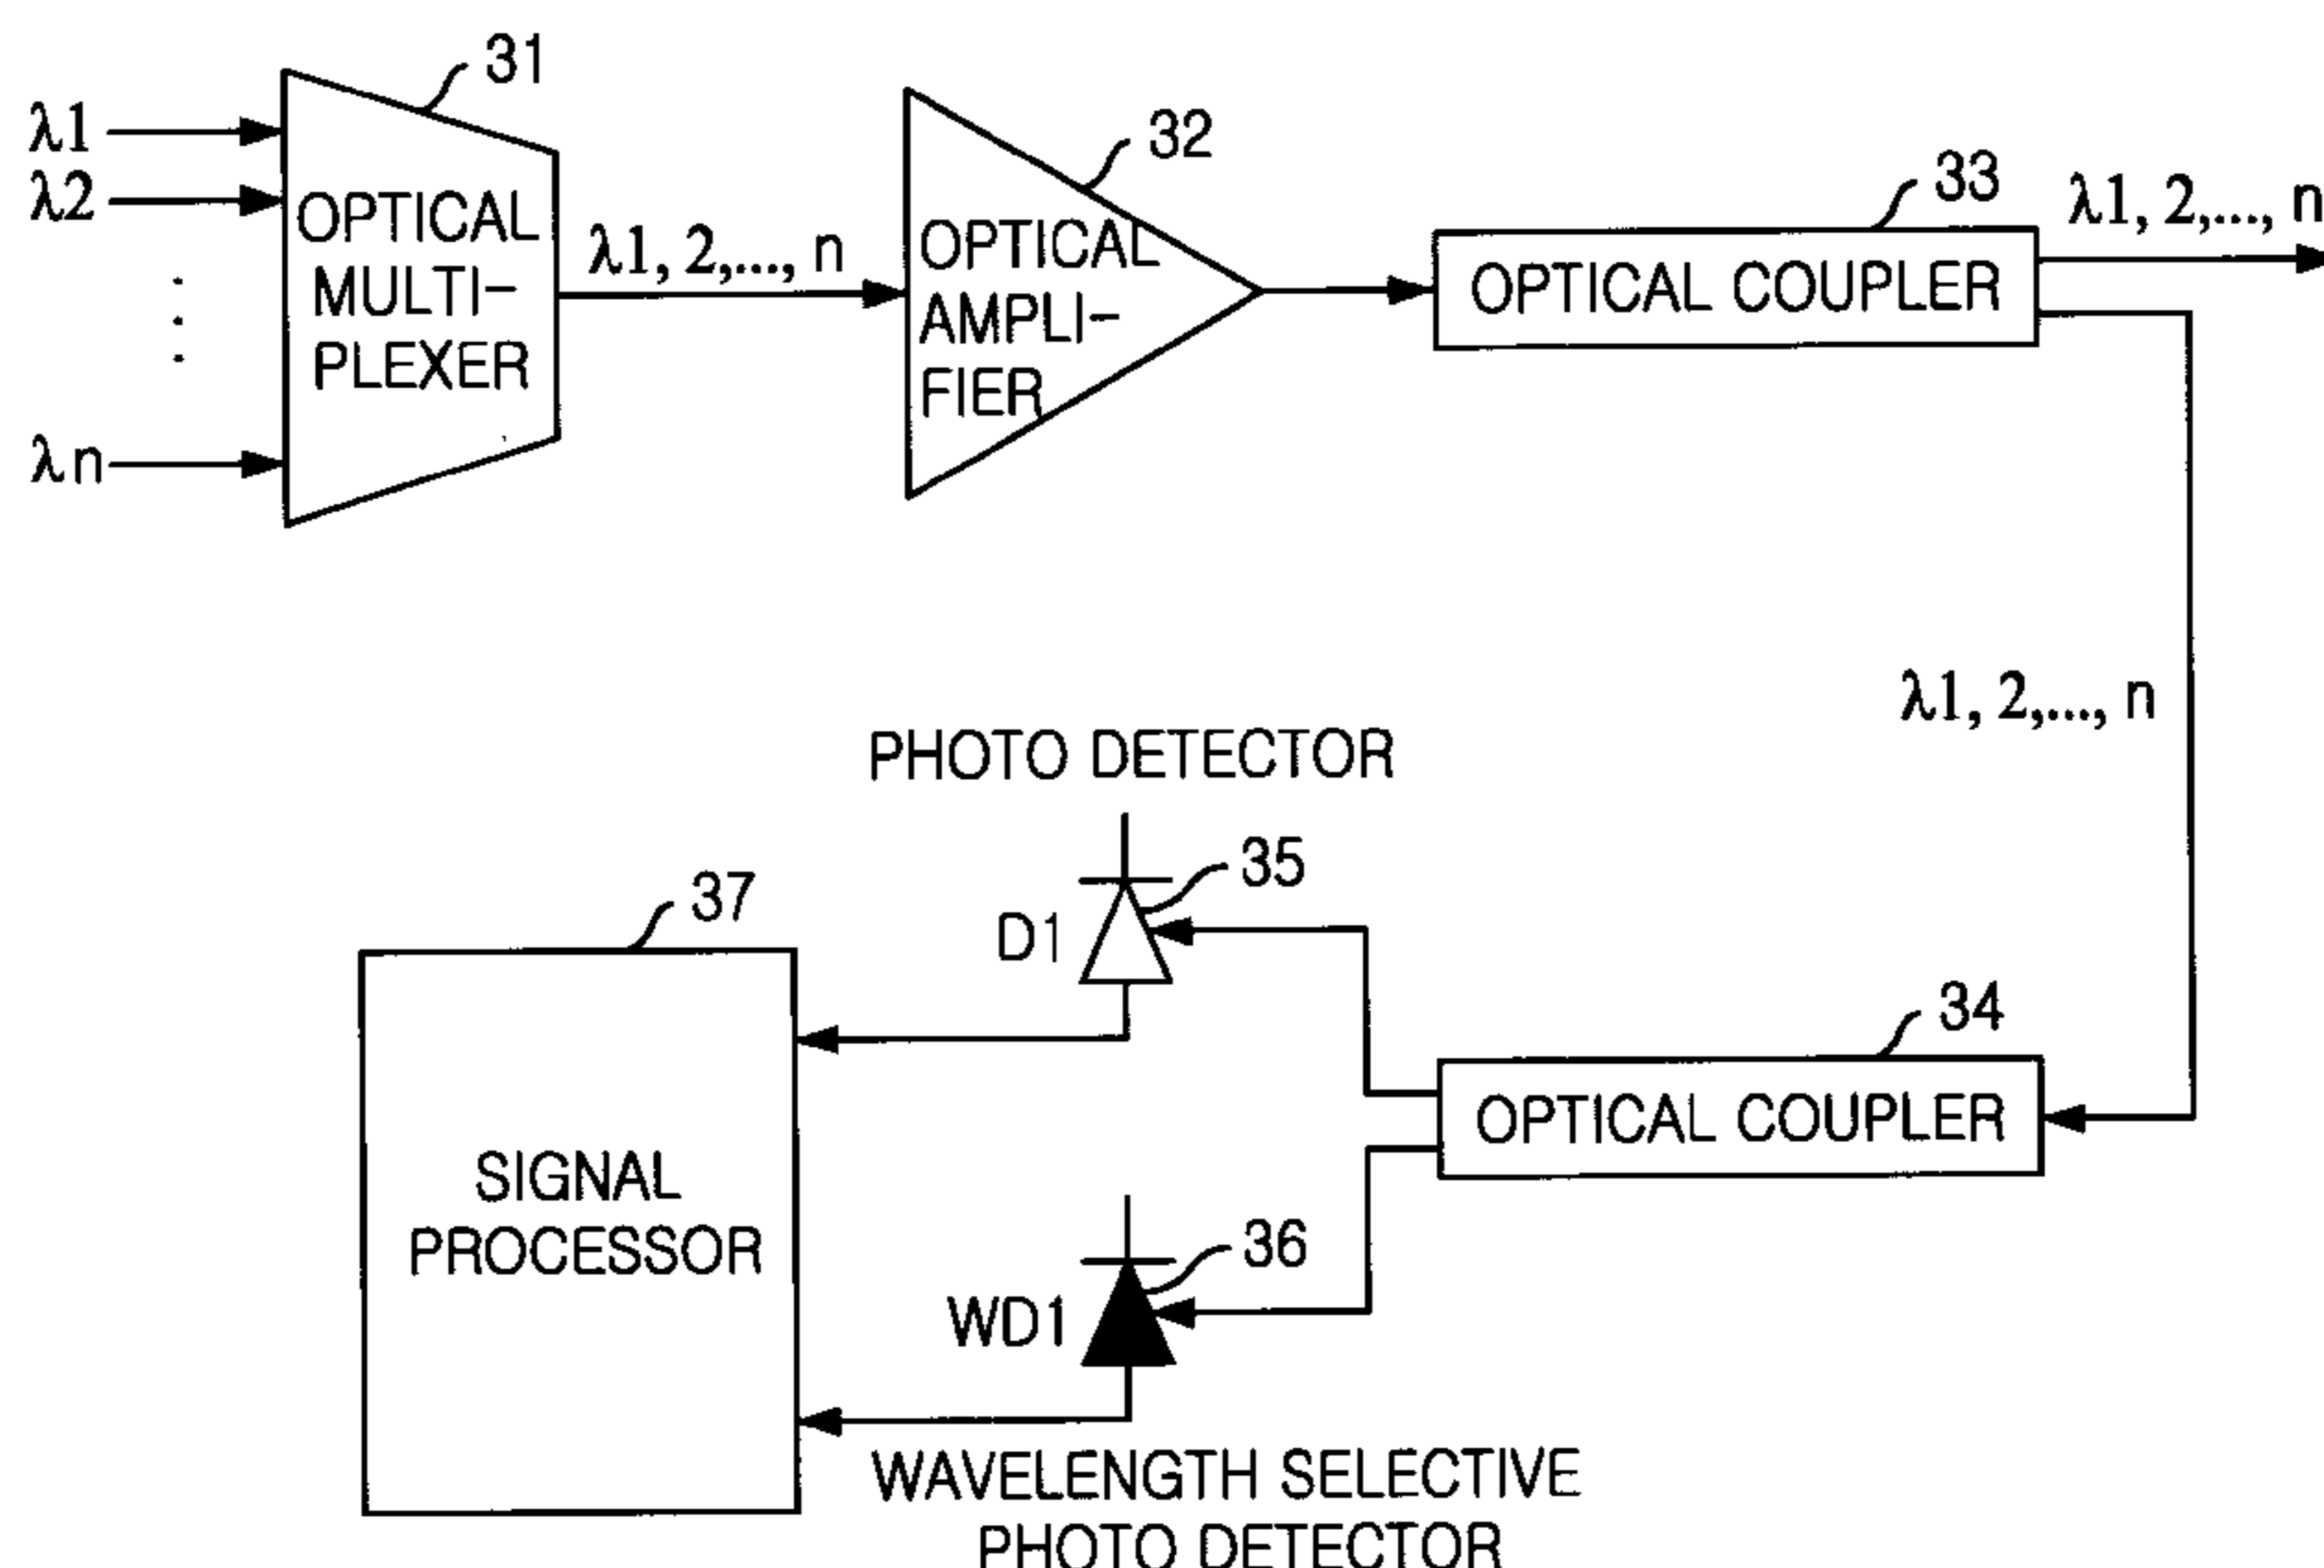 31
λ1
λ2
λn
OPTICAL
MULTI-
PLEXER
λ1, 2,..., n
32
OPTICAL
AMPLI-
FIER
33
OPTICAL COUPLER
λ1, 2,..., n
λ1, 2,..., n
PHOTO DETECTOR
35
D1
37
SIGNAL
PROCESSOR
34
OPTICAL COUPLER
36
WD1
WAVELENGTH SELECTIVE
PHOTO DETECTOR